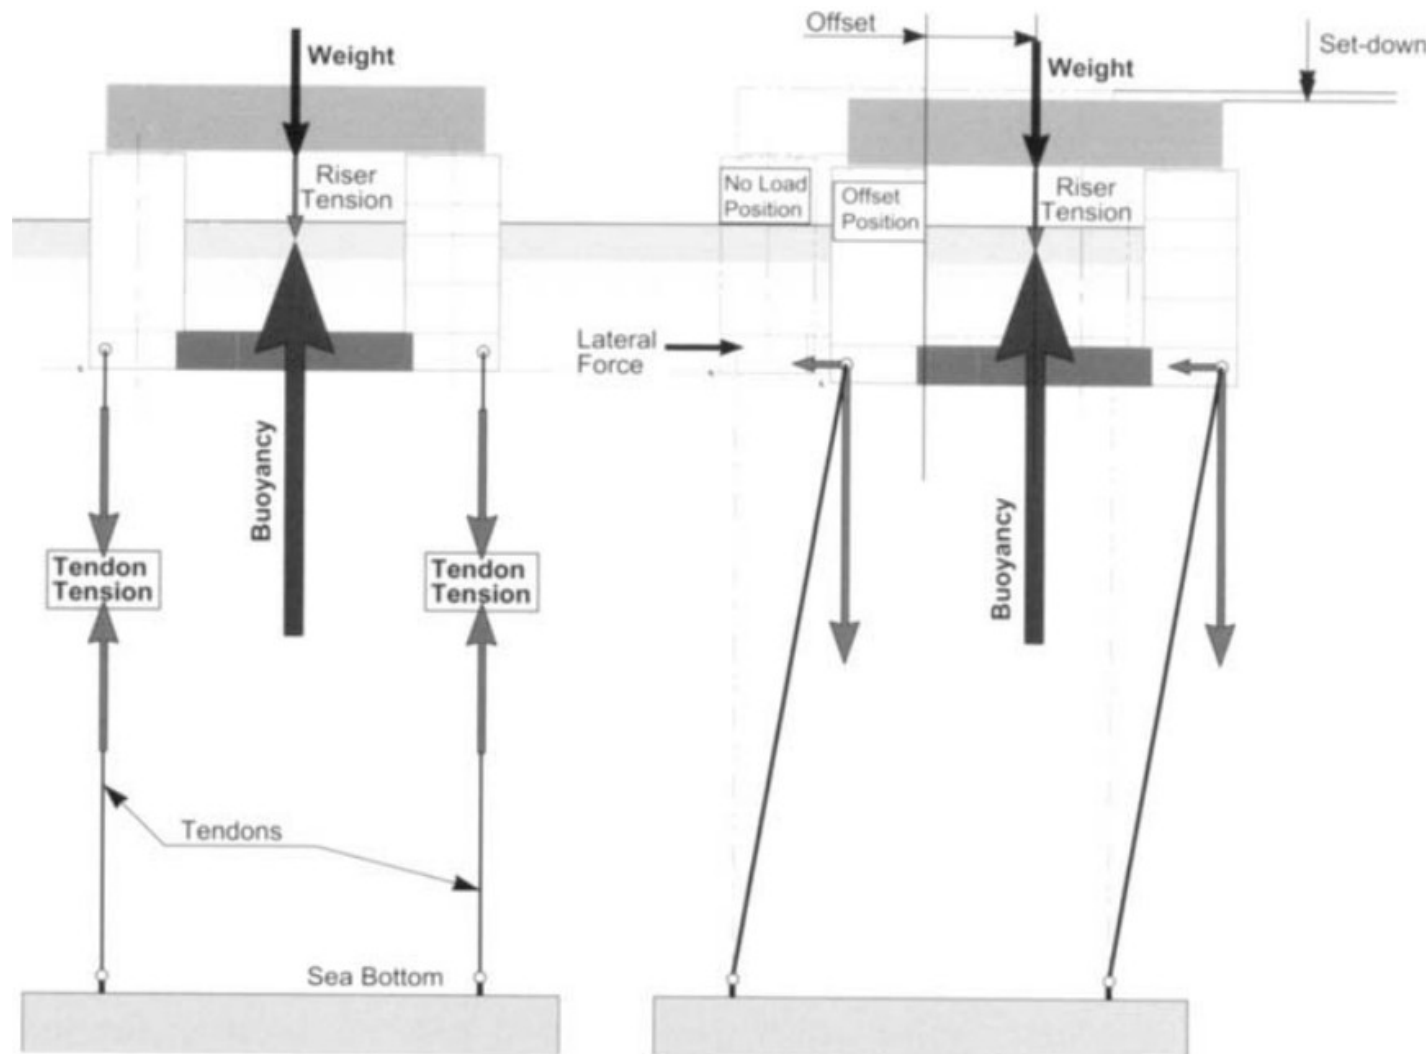 Weight
Riser
Tension
Buoyancy
Tendon
Tension
Tendon
Tension
Tendons
Sea Bottom
Offset
Weight
Set-down
No Load
Position
Offset
Position
Riser
Tension
Lateral
Force
Buoyancy